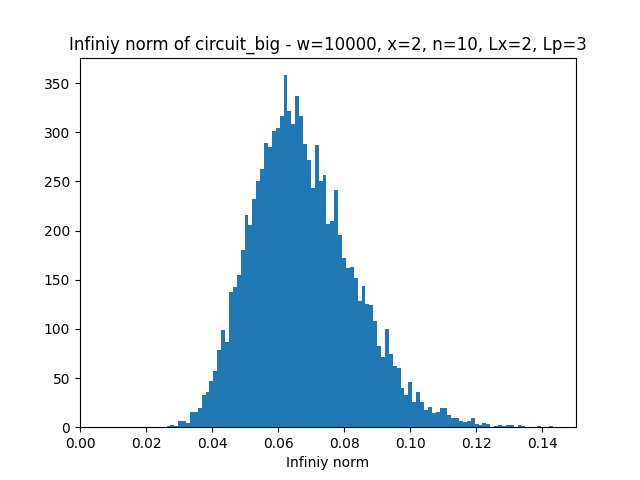 Infiniy norm of circuit_big - w=10000, x=2, n=10, Lx=2, Lp=3
350
300
250
200
150
100
50
0
0.00 0.02 0.04 0.06 0.08 0.10 0.12 0.14
Infiniy norm